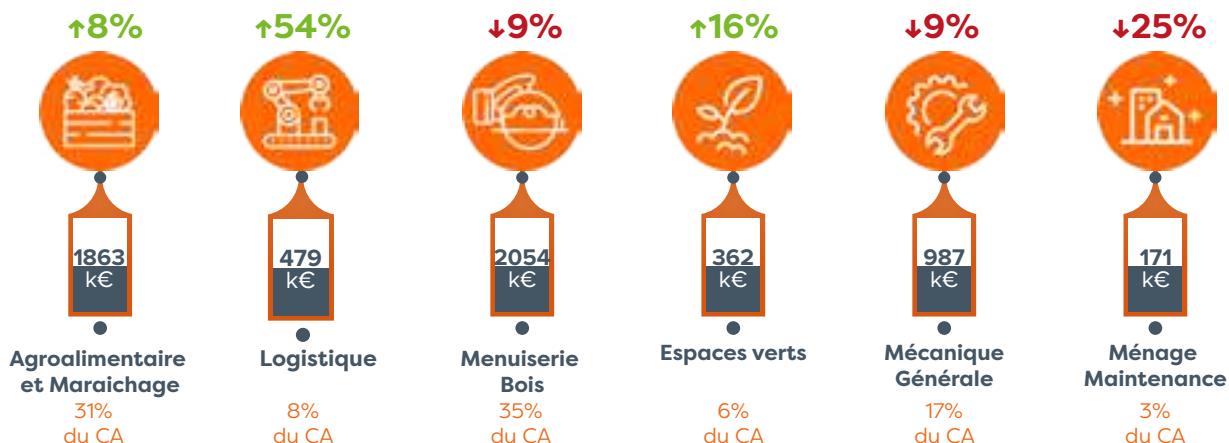 ↑8%
1863
k€
Agroalimentaire
et Maraichage
31%
du CA
↑54%
479
k€
Logistique
8%
du CA
↓9%
2054
k€
Menuiserie
Bois
35%
du CA
↑16%
362
k€
Espaces verts
6%
du CA
↓9%
987
k€
Mécanique
Générale
17%
du CA
↓25%
171
k€
Ménage
Maintenance
3%
du CA